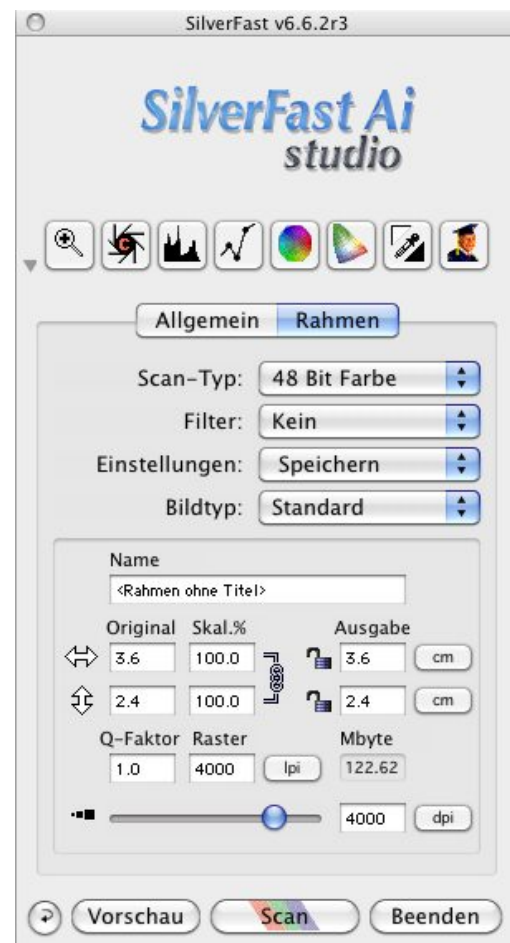 SilverFast v6.6.2r3
SilverFast Ai
studio
Allgemein Rahmen
Scan-Typ: 48 Bit Farbe
Filter: Kein
Einstellungen: Speichern
Bildtyp: Standard
Name
<Rahmen ohne Titel>
Original Skal.% Ausgabe
3.6 100.0 3.6 cm
2.4 100.0 2.4 cm
Q-Faktor Raster Mbyte
1.0 4000 lpi 122.62
4000 dpi
Vorschau Scan Beenden